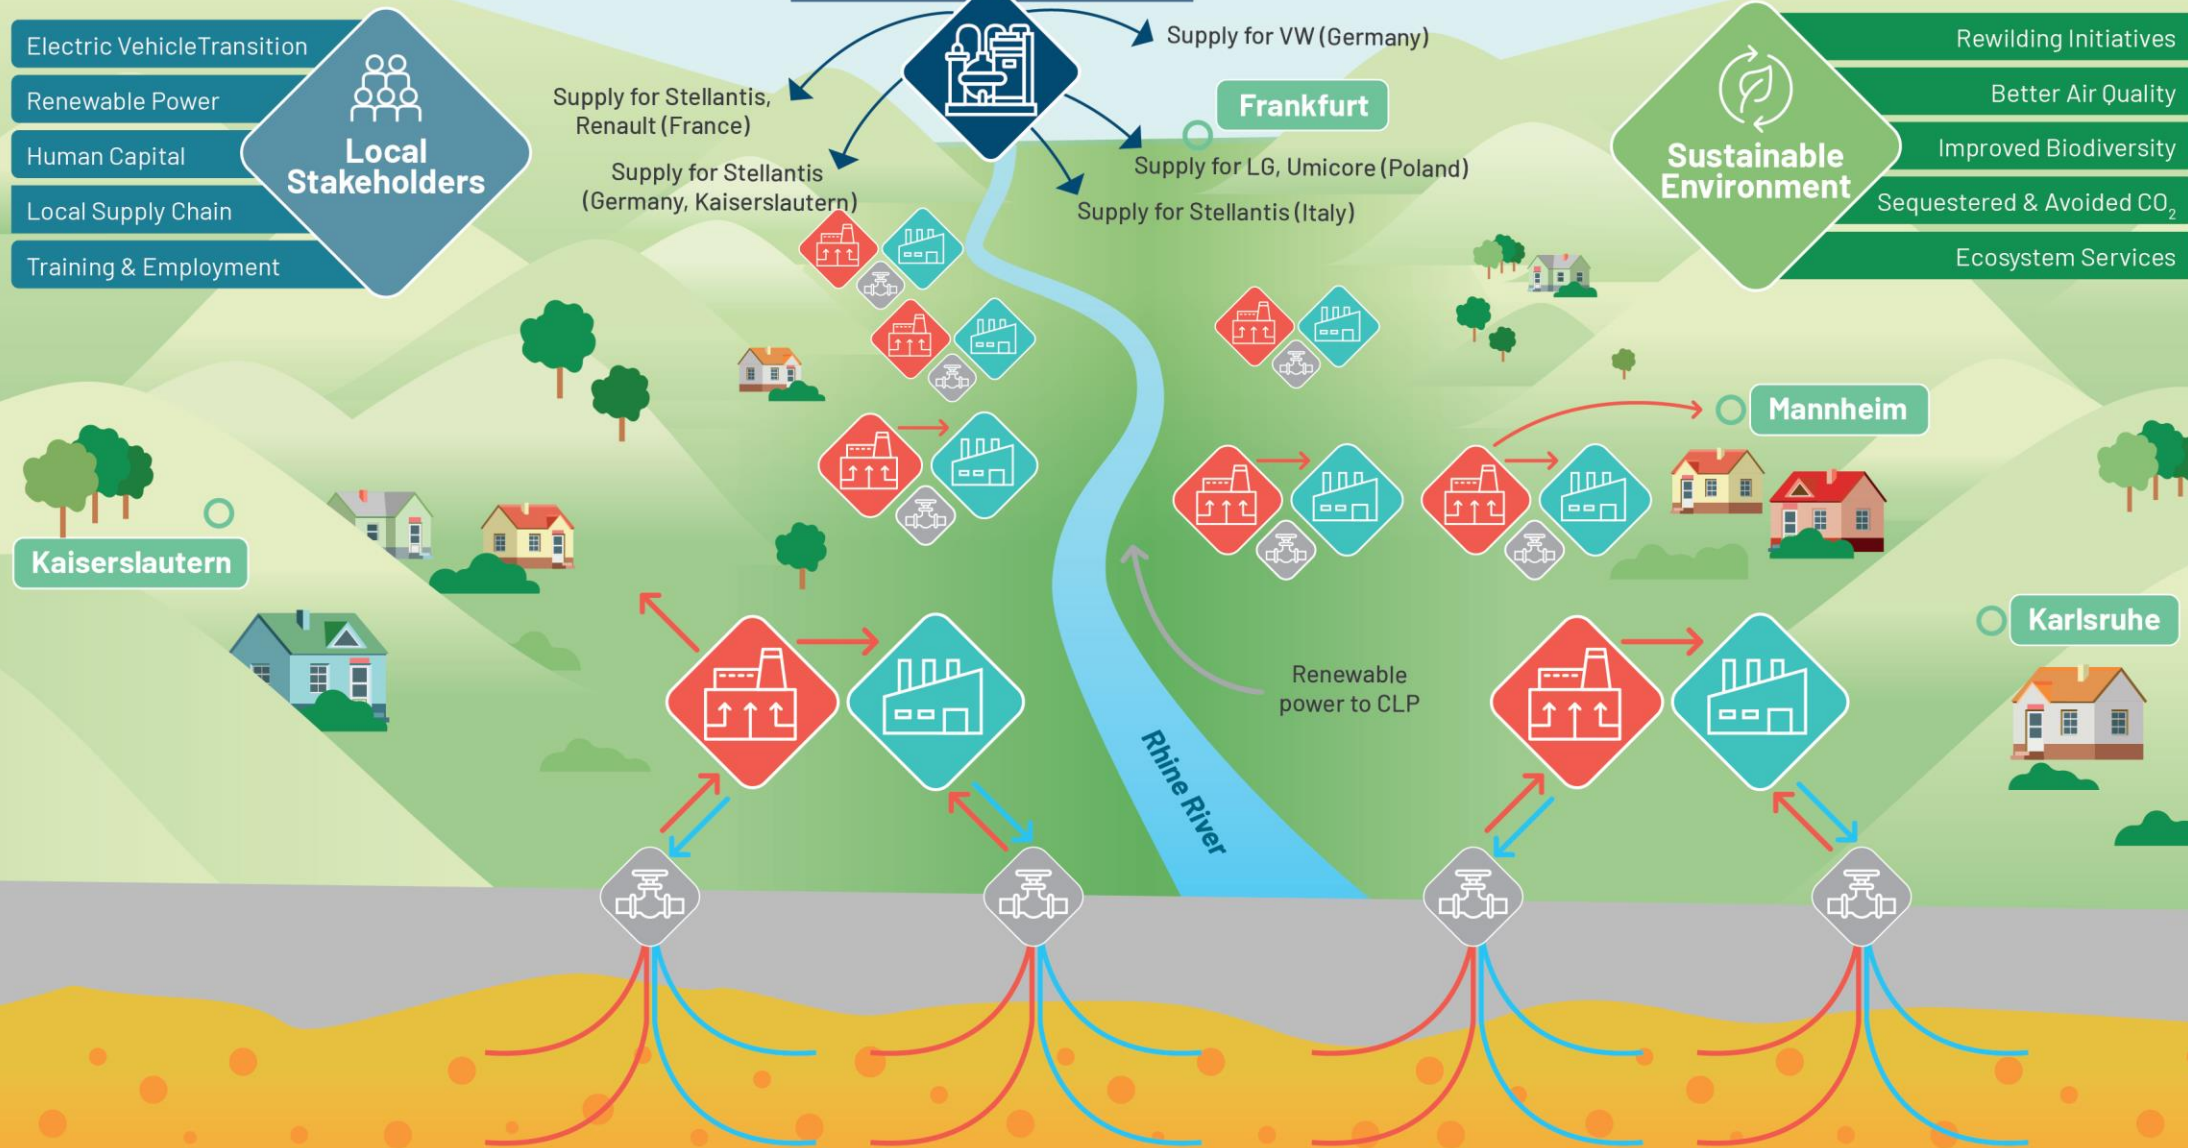 Electric VehicleTransition
Renewable Power
Human Capital
Local Supply Chain
Training & Employment
Local
Stakeholders
Supply for Stellantis,
Renault (France)
Supply for Stellantis
(Germany, Kaiserslautern)
Supply for VW (Germany)
Frankfurt
Supply for LG, Umicore (Poland)
Supply for Stellantis (Italy)
Sustainable
Environment
Rewilding Initiatives
Better Air Quality
Improved Biodiversity
Sequestered & Avoided CO₂
Ecosystem Services
Mannheim
Kaiserslautern
Karlsruhe
Renewable
power to CLP
Rhine River